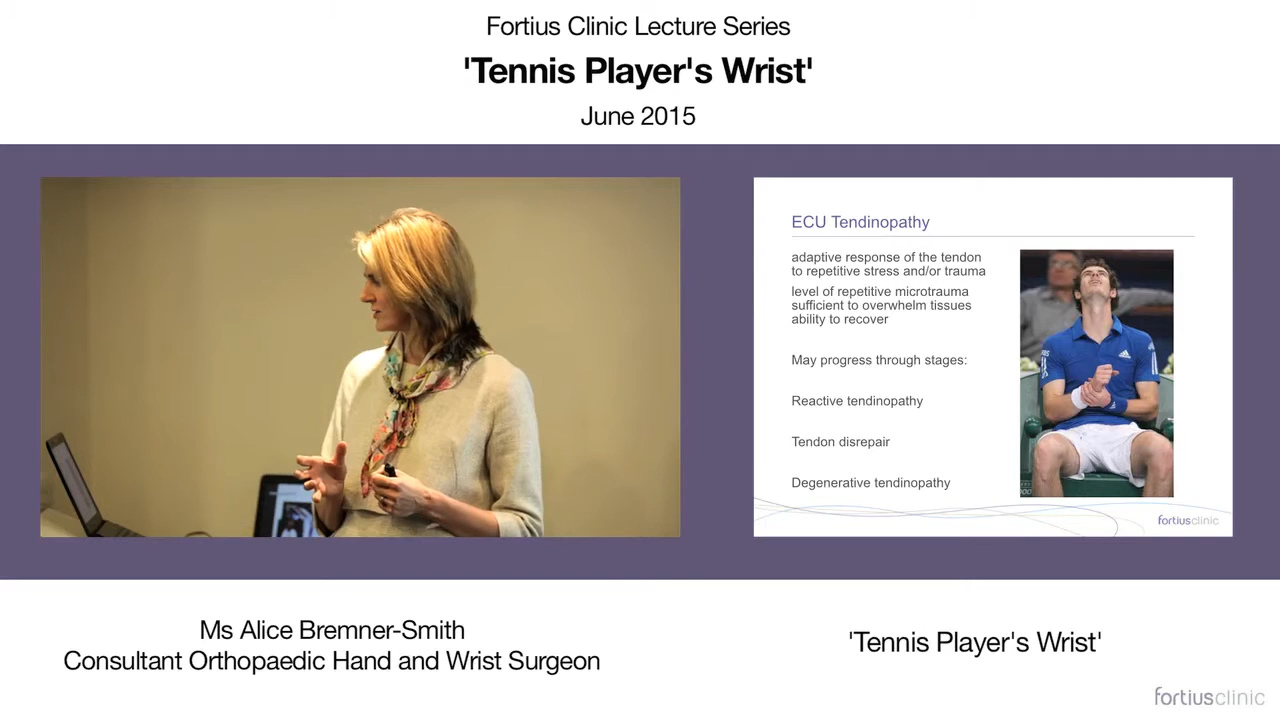 Fortius Clinic Lecture Series
'Tennis Player's Wrist'
June 2015
ECU Tendinopathy
adaptive response of the tendon
to repetitive stress and/or trauma
level of repetitive microtrauma
sufficient to overwhelm tissues
ability to recover
May progress through stages:
Reactive tendinopathy
Tendon disrepair
Degenerative tendinopathy
fortiusclinic
Ms Alice Bremner-Smith
Consultant Orthopaedic Hand and Wrist Surgeon
'Tennis Player's Wrist'
fortiusclinic